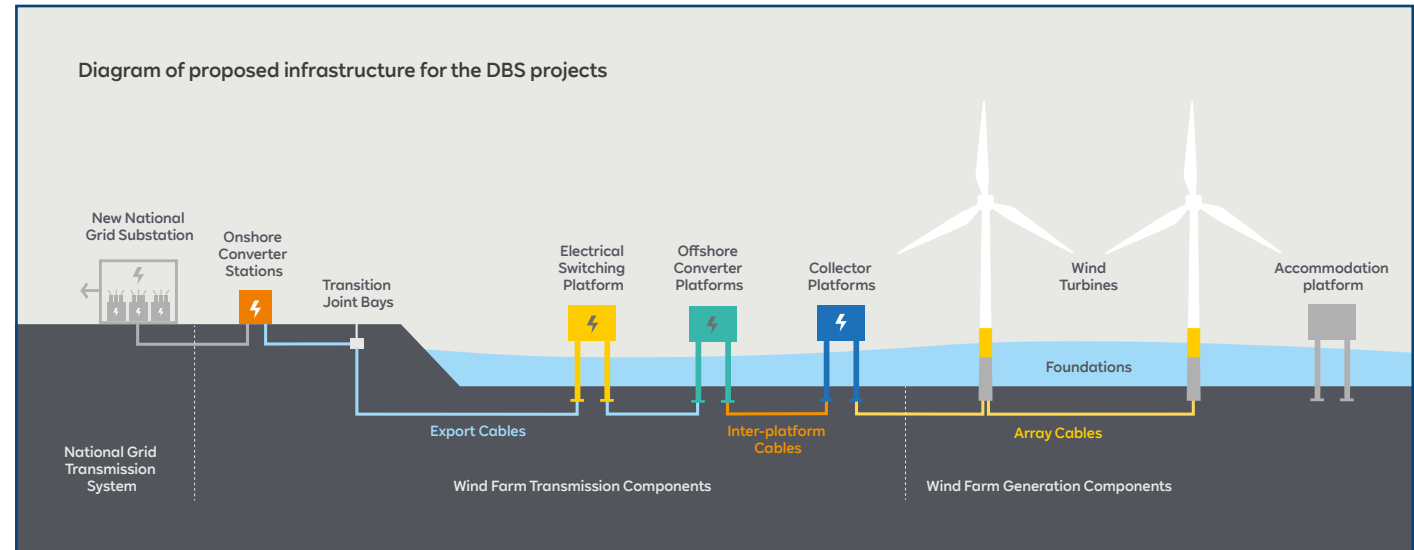 Diagram of proposed infrastructure for the DBS projects
New National
Grid Substation
Onshore
Converter
Stations
Transition
Joint Bays
Electrical
Switching
Platform
Offshore
Converter
Platforms
Collector
Platforms
Wind
Turbines
Accommodation
platform
Foundations
Export Cables
Inter-platform
Cables
Array Cables
National Grid
Transmission
System
Wind Farm Transmission Components
Wind Farm Generation Components